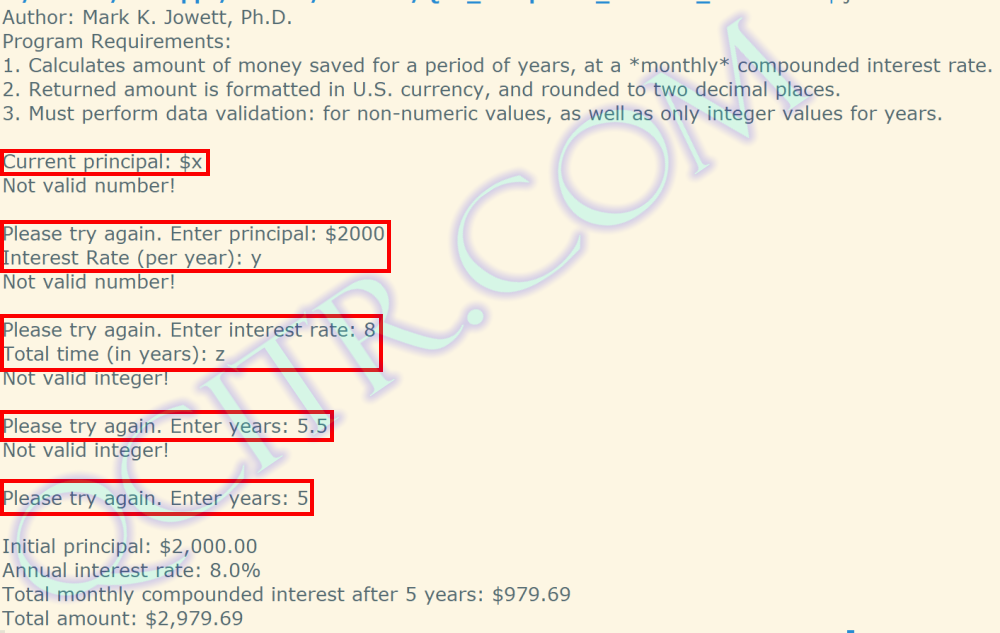 Author: Mark K. Jowett, Ph.D.
Program Requirements:
1. Calculates amount of money saved for a period of years, at a *monthly* compounded interest rate.
2. Returned amount is formatted in U.S. currency, and rounded to two decimal places.
3. Must perform data validation: for non-numeric values, as well as only integer values for years.
Current principal: $x
Not valid number!
Please try again. Enter principal: $2000
Interest Rate (per year): y
Not valid number!
Please try again. Enter interest rate: 8
Total time (in years): z
Not valid integer!
Please try again. Enter years: 5.5
Not valid integer!
Please try again. Enter years: 5
Initial principal: $2,000.00
Annual interest rate: 8.0%
Total monthly compounded interest after 5 years: $979.69
Total amount: $2,979.69
OCITR.COM